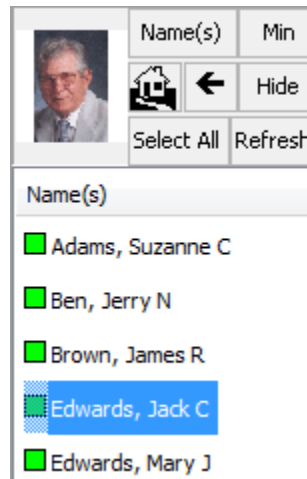 Name(s) Min
Hide
Select All Refresh
Name(s)
Adams, Suzanne C
Ben, Jerry N
Brown, James R
Edwards, Jack C
Edwards, Mary J